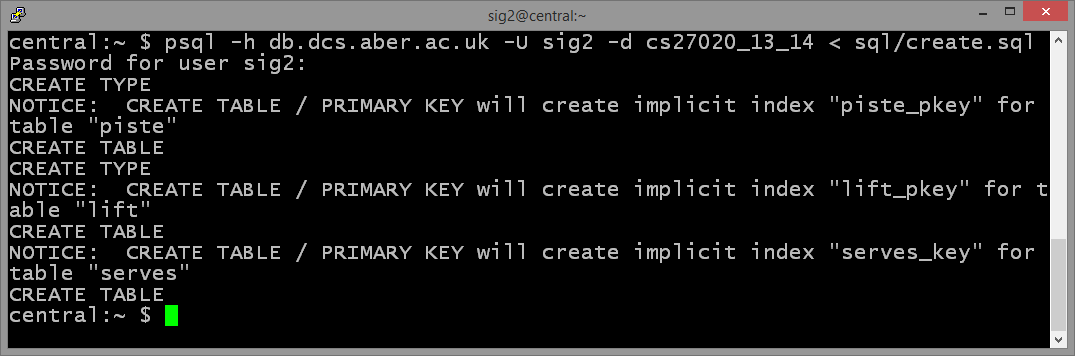 sig2@central:~
central:~ $ psql -h db.dcs.aber.ac.uk -U sig2 -d cs27020_13_14 < sql/create.sql
Password for user sig2:
CREATE TYPE
NOTICE:  CREATE TABLE / PRIMARY KEY will create implicit index "piste_pkey" for
table "piste"
CREATE TABLE
CREATE TYPE
NOTICE:  CREATE TABLE / PRIMARY KEY will create implicit index "lift_pkey" for t
able "lift"
CREATE TABLE
NOTICE:  CREATE TABLE / PRIMARY KEY will create implicit index "serves_key" for
table "serves"
CREATE TABLE
central:~ $